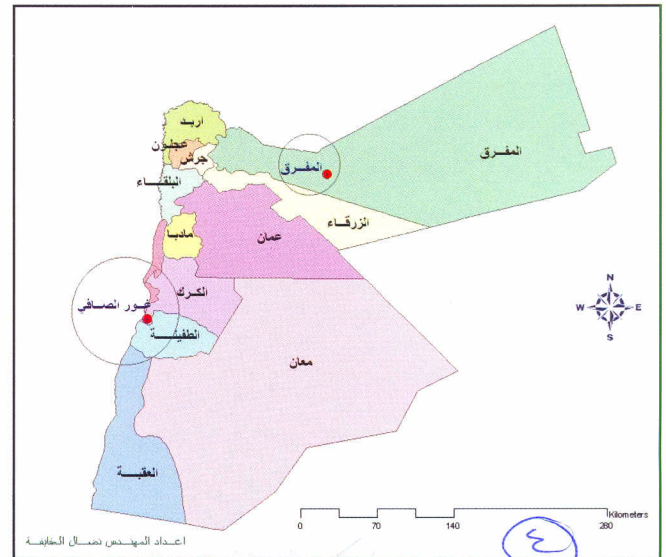 اربد
عجلون
جرش
المفرق
المفرق
البلقاء
الزرقاء
عمان
مادبا
الكرك
غور الصافي
الطفيلة
معان
العقبة
N
W E
S
Kilometers
0 70 140 280
اعداد المهندس نضال
٤